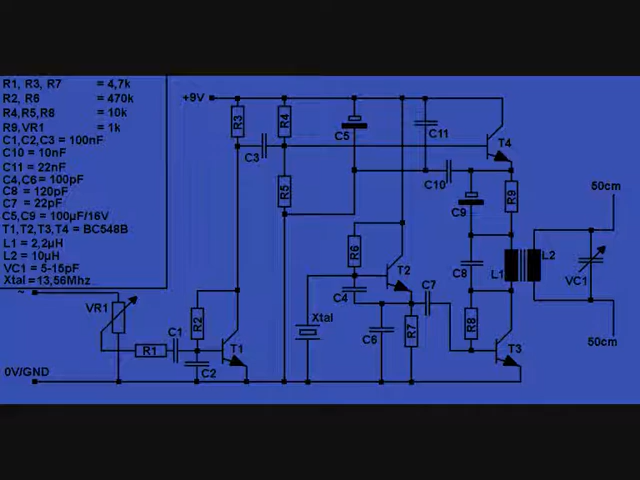 R1, R3, R7 = 4,7k
R2, R6 = 470k
R4,R5,R8 = 10k
R9,VR1 = 1k
C1,C2,C3 = 100nF
C10 = 10nF
C11 = 22nF
C4,C6 = 100pF
C8 = 120pF
C7 = 22pF
C5,C9 = 100µF/16V
T1,T2,T3,T4 = BC548B
L1 = 2,2µH
L2 = 10µH
VC1 = 5-15pF
Xtal = 13,56Mhz
~
+9V
R3
R4
C5
C11
C3
T4
R5
C10
R9
C9
50cm
R6
T2
C8
L1
L2
VC1
C4
C7
VR1
Xtal
C6
R7
R8
R2
C1
R1
T1
T3
50cm
C2
0V/GND